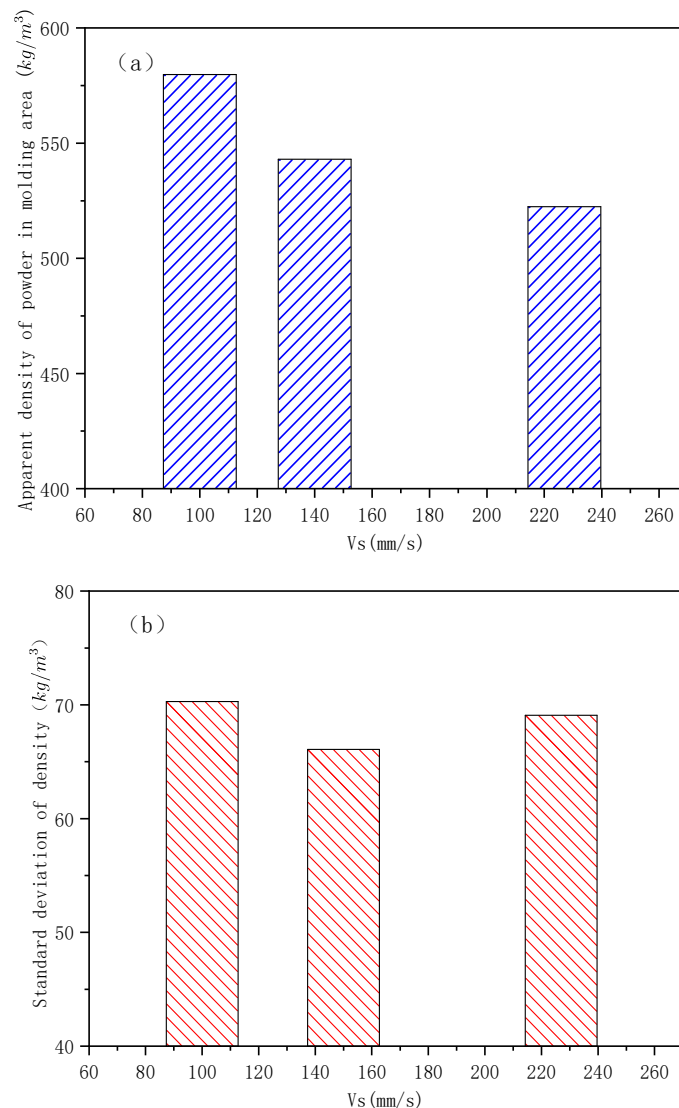 (a)
Apparent density of powder in molding area (kg/m³)
600
550
500
450
400
60 80 100 120 140 160 180 200 220 240 260
Vs(mm/s)
(b)
Standard deviation of density(kg/m³)
80
70
60
50
40
60 80 100 120 140 160 180 200 220 240 260
Vs(mm/s)